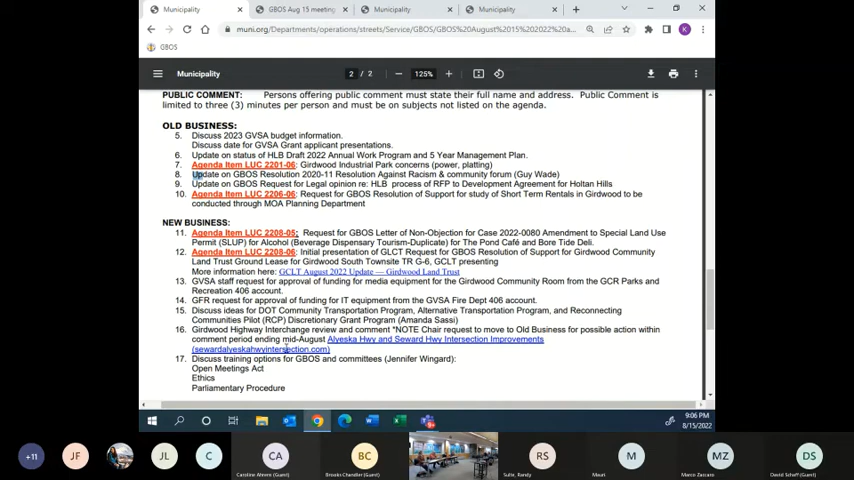 Municipality
GBOS Aug 15 meeting
Municipality
Municipality
muni.org/Departments/operations/streets/Service/GBOS/GBOS%20August%2015%202022%20A...
K
GBOS
Municipality
2 / 2
125%
PUBLIC COMMENT: Persons offering public comment must state their full name and address. Public Comment is
limited to three (3) minutes per person and must be on subjects not listed on the agenda.
OLD BUSINESS:
5. Discuss 2023 GVSA budget information.
Discuss date for GVSA Grant applicant presentations.
6. Update on status of HLB Draft 2022 Annual Work Program and 5 Year Management Plan.
7. Agenda Item LUC 2201-06: Girdwood Industrial Park concerns (power, platting)
8. Update on GBOS Resolution 2020-11 Resolution Against Racism & community forum (Guy Wade)
9. Update on GBOS Request for Legal opinion re: HLB process of RFP to Development Agreement for Holtan Hills
10. Agenda Item LUC 2206-06: Request for GBOS Resolution of Support for study of Short Term Rentals in Girdwood to be
conducted through MOA Planning Department
NEW BUSINESS:
11. Agenda Item LUC 2208-05: Request for GBOS Letter of Non-Objection for Case 2022-0080 Amendment to Special Land Use
Permit (SLUP) for Alcohol (Beverage Dispensary Tourism-Duplicate) for The Pond Café and Bore Tide Deli.
12. Agenda Item LUC 2208-06: Initial presentation of GLCT Request for GBOS Resolution of Support for Girdwood Community
Land Trust Ground Lease for Girdwood South Townsite TR G-6, GCLT presenting
More information here: GCLT August 2022 Update — Girdwood Land Trust
13. GVSA staff request for approval of funding for media equipment for the Girdwood Community Room from the GCR Parks and
Recreation 406 account.
14. GFR request for approval of funding for IT equipment from the GVSA Fire Dept 406 account.
15. Discuss ideas for DOT Community Transportation Program, Alternative Transportation Program, and Reconnecting
Communities Pilot (RCP) Discretionary Grant Program (Amanda Sassi)
16. Girdwood Highway Interchange review and comment *NOTE Chair request to move to Old Business for possible action within
comment period ending mid-August Alyeska Hwy and Seward Hwy Intersection Improvements
(sewardalyeskahwyintersection.com)
17. Discuss training options for GBOS and committees (Jennifer Wingard):
Open Meetings Act
Ethics
Parliamentary Procedure
9:06 PM
8/15/2022
+11
JF
JL
C
CA
Caroline Ahrens (Guest)
BC
Brooks Chandler (Guest)
RS
Sulte, Randy
M
Mauri
MZ
Marco Zaccaro
DS
David Scheff (Guest)